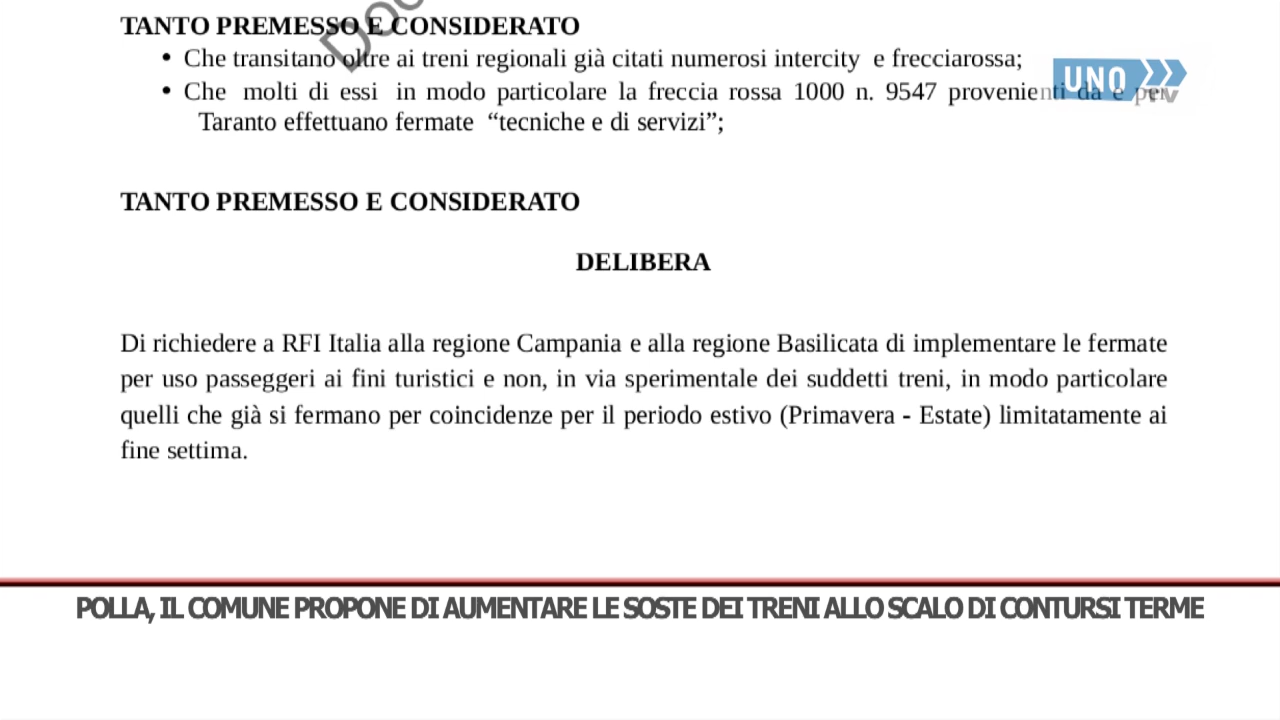 TANTO PREMESSO E CONSIDERATO
• Che transitano oltre ai treni regionali già citati numerosi intercity e frecciarossa;
• Che molti di essi in modo particolare la freccia rossa 1000 n. 9547 provenienti da e per
Taranto effettuano fermate “tecniche e di servizi”;
UNO TV
TANTO PREMESSO E CONSIDERATO
DELIBERA
Di richiedere a RFI Italia alla regione Campania e alla regione Basilicata di implementare le fermate
per uso passeggeri ai fini turistici e non, in via sperimentale dei suddetti treni, in modo particolare
quelli che già si fermano per coincidenze per il periodo estivo (Primavera - Estate) limitatamente ai
fine settima.
POLLA, IL COMUNE PROPONE DI AUMENTARE LE SOSTE DEI TRENI ALLO SCALO DI CONTURSI TERME